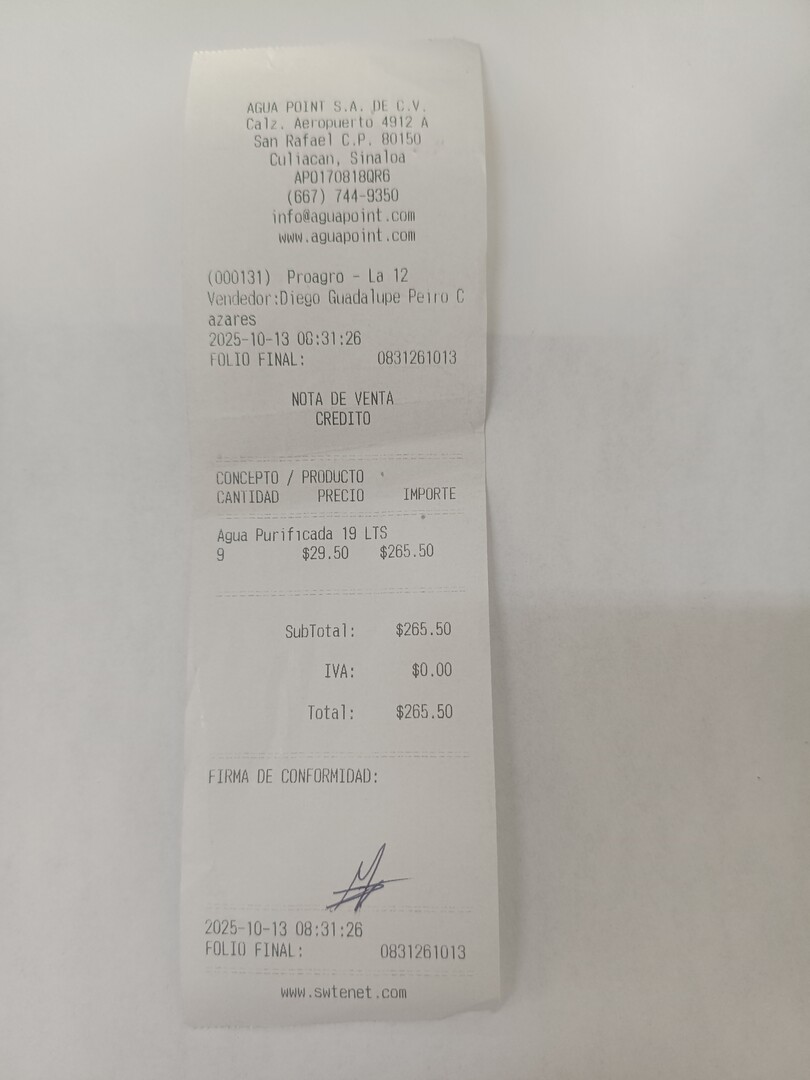 AGUA POINT S.A. DE C.V.
Calz. Aeropuerto 4912 A
San Rafael C.P. 80150
Culiacan, Sinaloa
APO170818QR6
(667) 744-9350
info@aguapoint.com
www.aguapoint.com
(000131) Proagro - La 12
Vendedor:Diego Guadalupe Peiro C
azares
2025-10-13 08:31:26
FOLIO FINAL: 0831261013
NOTA DE VENTA
CREDITO
CONCEPTO / PRODUCTO
CANTIDAD PRECIO IMPORTE
Agua Purificada 19 LTS
9 $29.50 $265.50
SubTotal: $265.50
IVA: $0.00
Total: $265.50
FIRMA DE CONFORMIDAD:
2025-10-13 08:31:26
FOLIO FINAL: 0831261013
www.swtenet.com